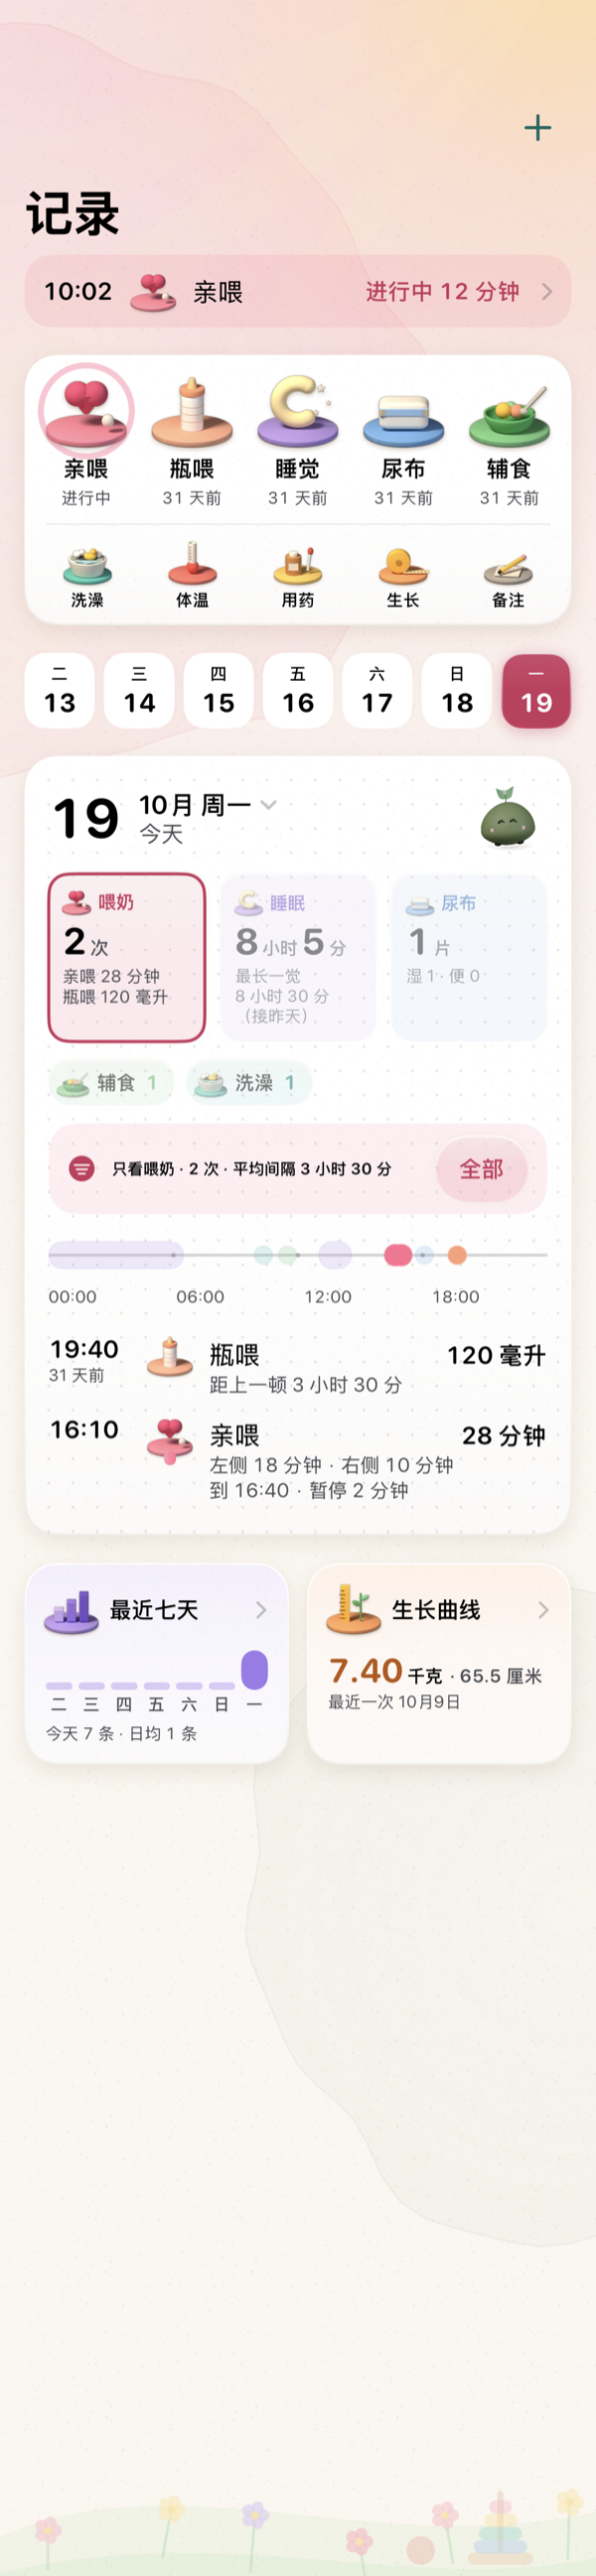 记录
10:02 亲喂 进行中 12 分钟
亲喂 瓶喂 睡觉 尿布 辅食
进行中 31 天前 31 天前 31 天前 31 天前
洗澡 体温 用药 生长 备注
二 三 四 五 六 日 一
13 14 15 16 17 18 19
19 10月 周一
今天
喂奶 睡眠 尿布
2 次 8 小时 5 分 1 片
亲喂 28 分钟 最长一觉 湿 1 · 便 0
瓶喂 120 毫升 8 小时 30 分
（接昨天）
辅食 1 洗澡 1
只看喂奶 · 2 次 · 平均间隔 3 小时 30 分 全部
00:00 06:00 12:00 18:00
19:40 瓶喂 120 毫升
31 天前 距上一顿 3 小时 30 分
16:10 亲喂 28 分钟
左侧 18 分钟 · 右侧 10 分钟
到 16:40 · 暂停 2 分钟
最近七天
二 三 四 五 六 日 一
今天 7 条 · 日均 1 条
生长曲线
7.40 千克 · 65.5 厘米
最近一次 10月9日